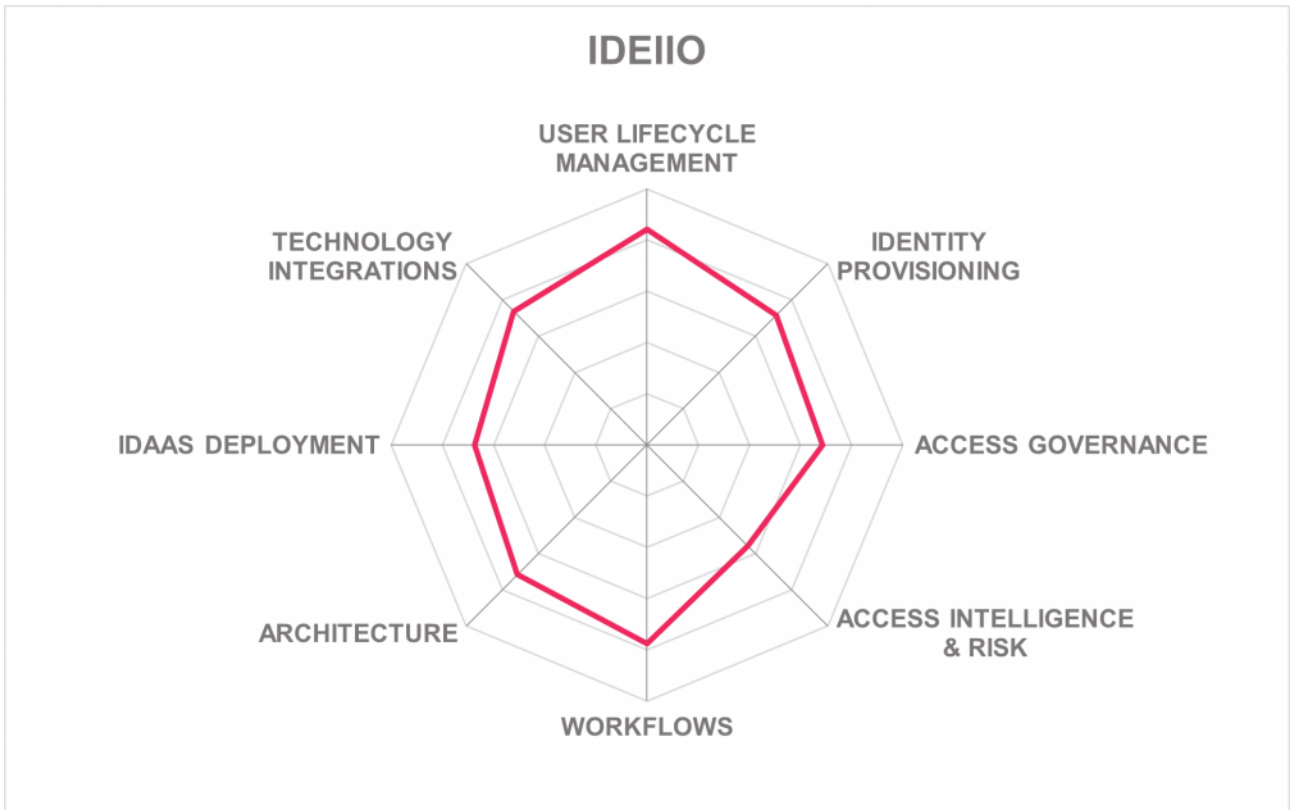 IDEIIO
USER LIFECYCLE
MANAGEMENT
IDENTITY
PROVISIONING
ACCESS GOVERNANCE
ACCESS INTELLIGENCE
& RISK
WORKFLOWS
ARCHITECTURE
IDAAS DEPLOYMENT
TECHNOLOGY
INTEGRATIONS